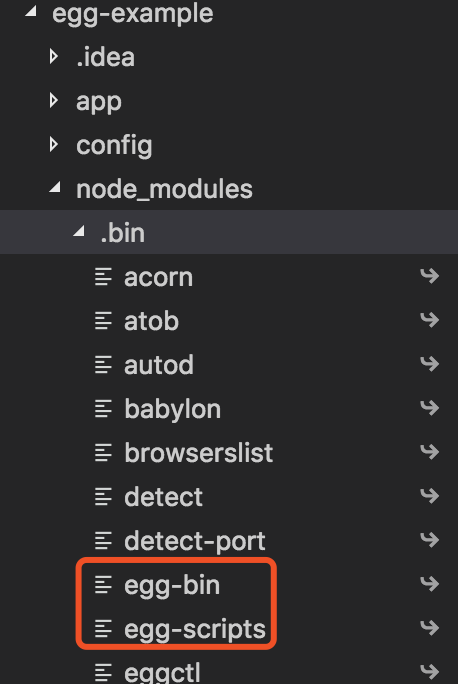 egg-example
.idea
app
config
node_modules
.bin
acorn
atob
autod
babylon
browserslist
detect
detect-port
egg-bin
egg-scripts
eggctl